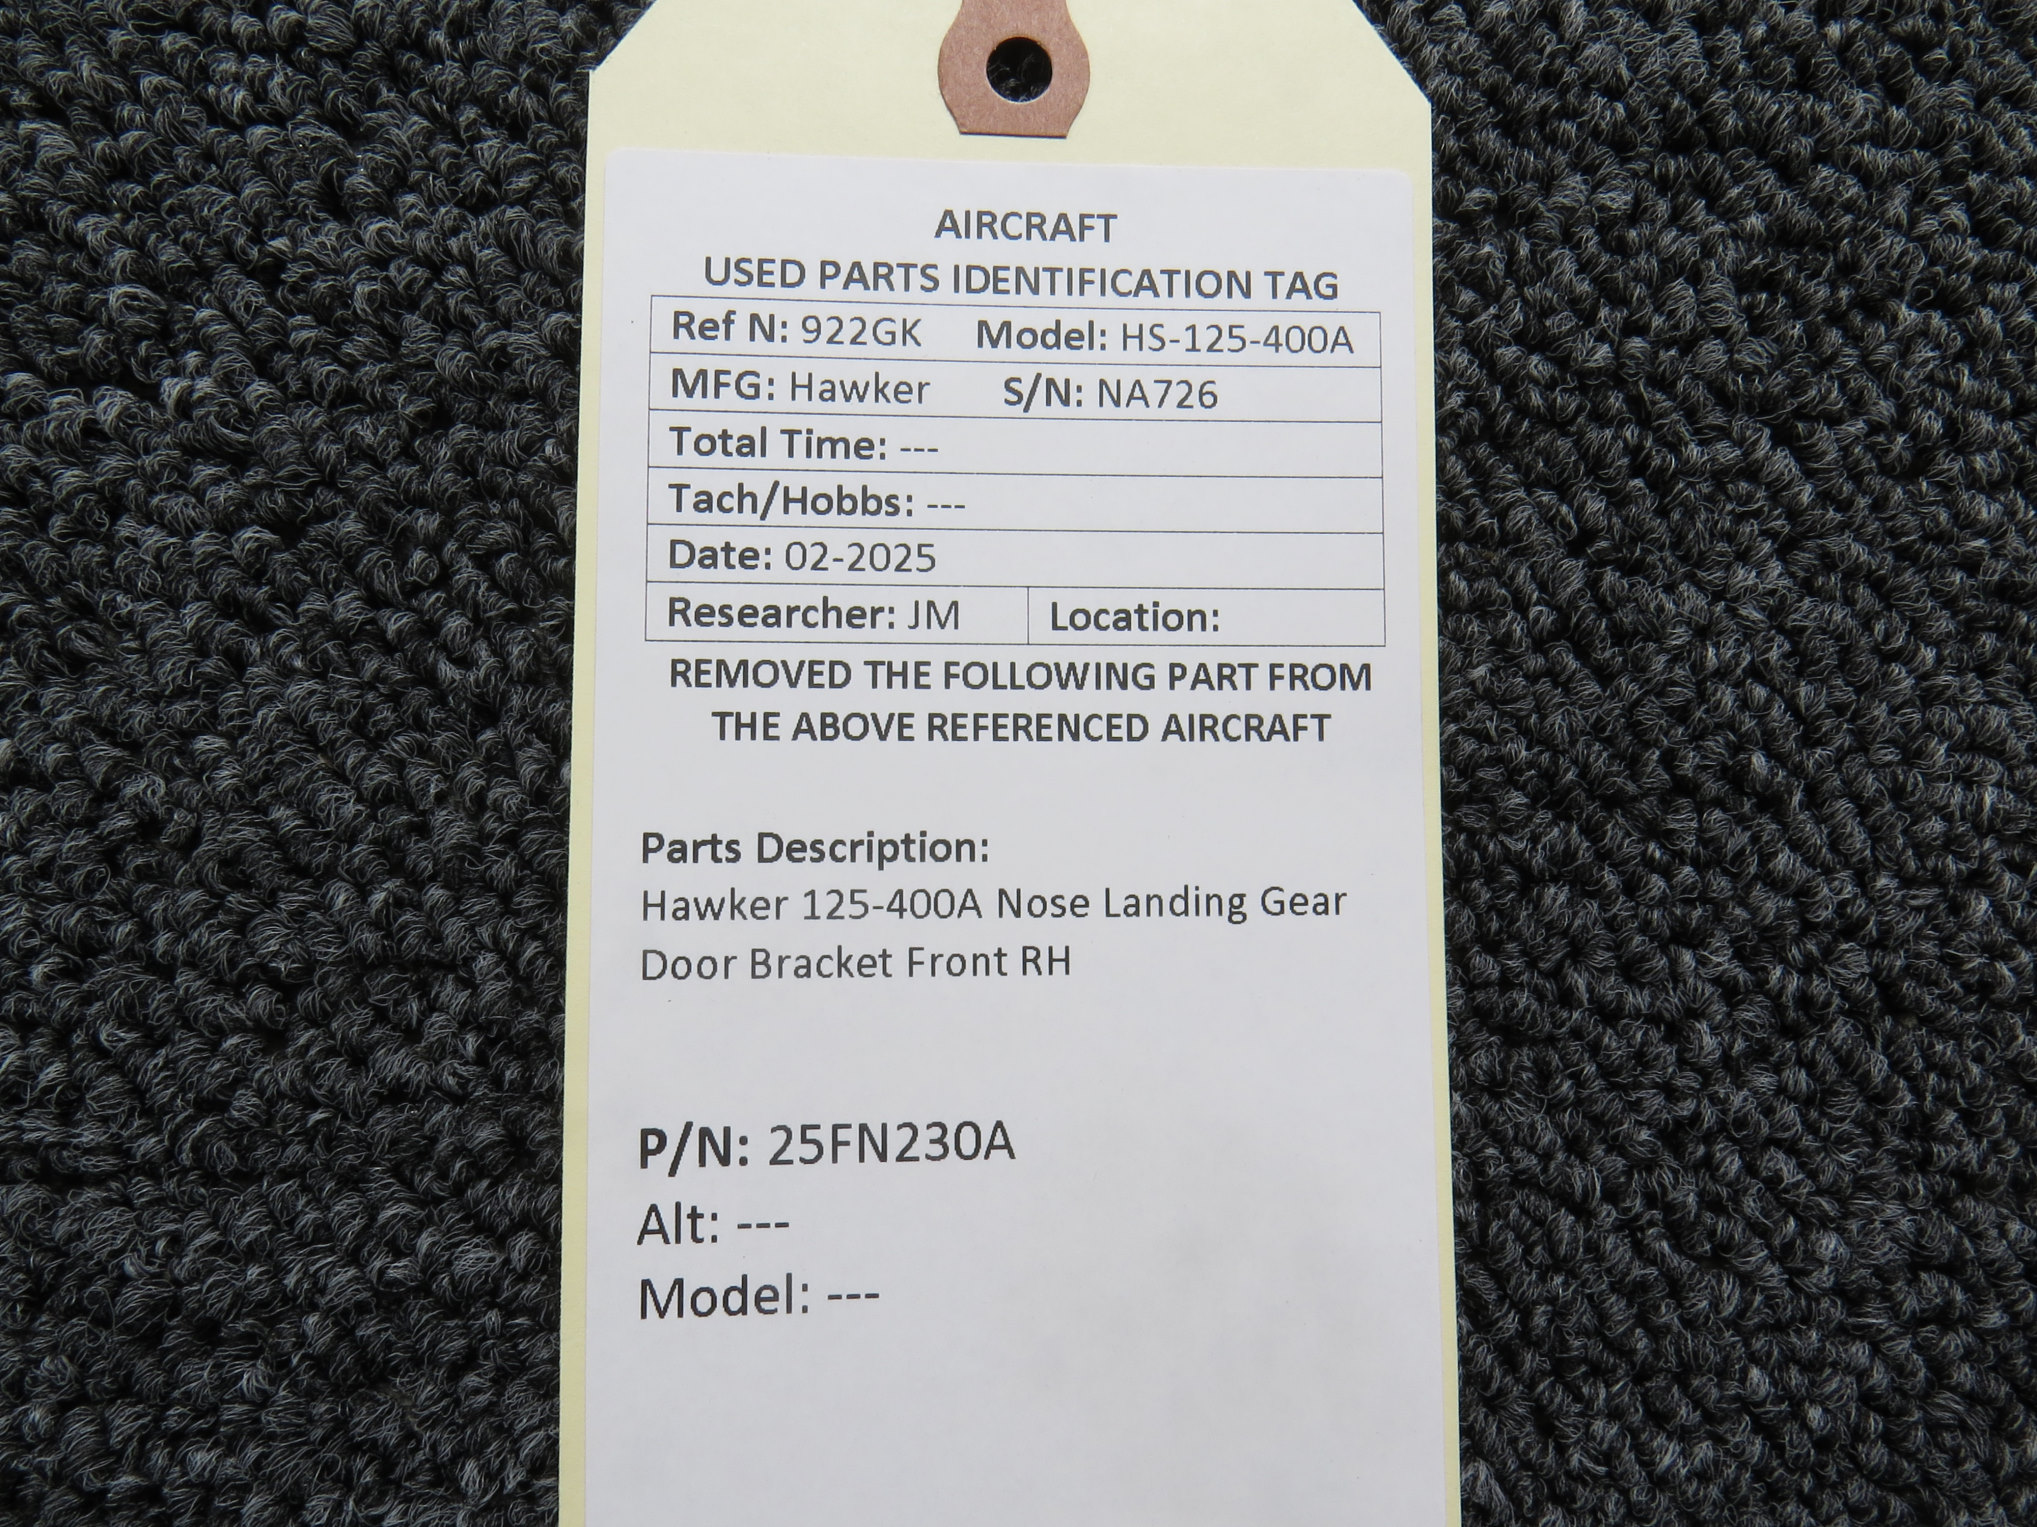 AIRCRAFT
USED PARTS IDENTIFICATION TAG
Ref N: 922GK Model: HS-125-400A
MFG: Hawker S/N: NA726
Total Time: ---
Tach/Hobbs: ---
Date: 02-2025
Researcher: JM Location:
REMOVED THE FOLLOWING PART FROM
THE ABOVE REFERENCED AIRCRAFT
Parts Description:
Hawker 125-400A Nose Landing Gear
Door Bracket Front RH
P/N: 25FN230A
Alt: ---
Model: ---